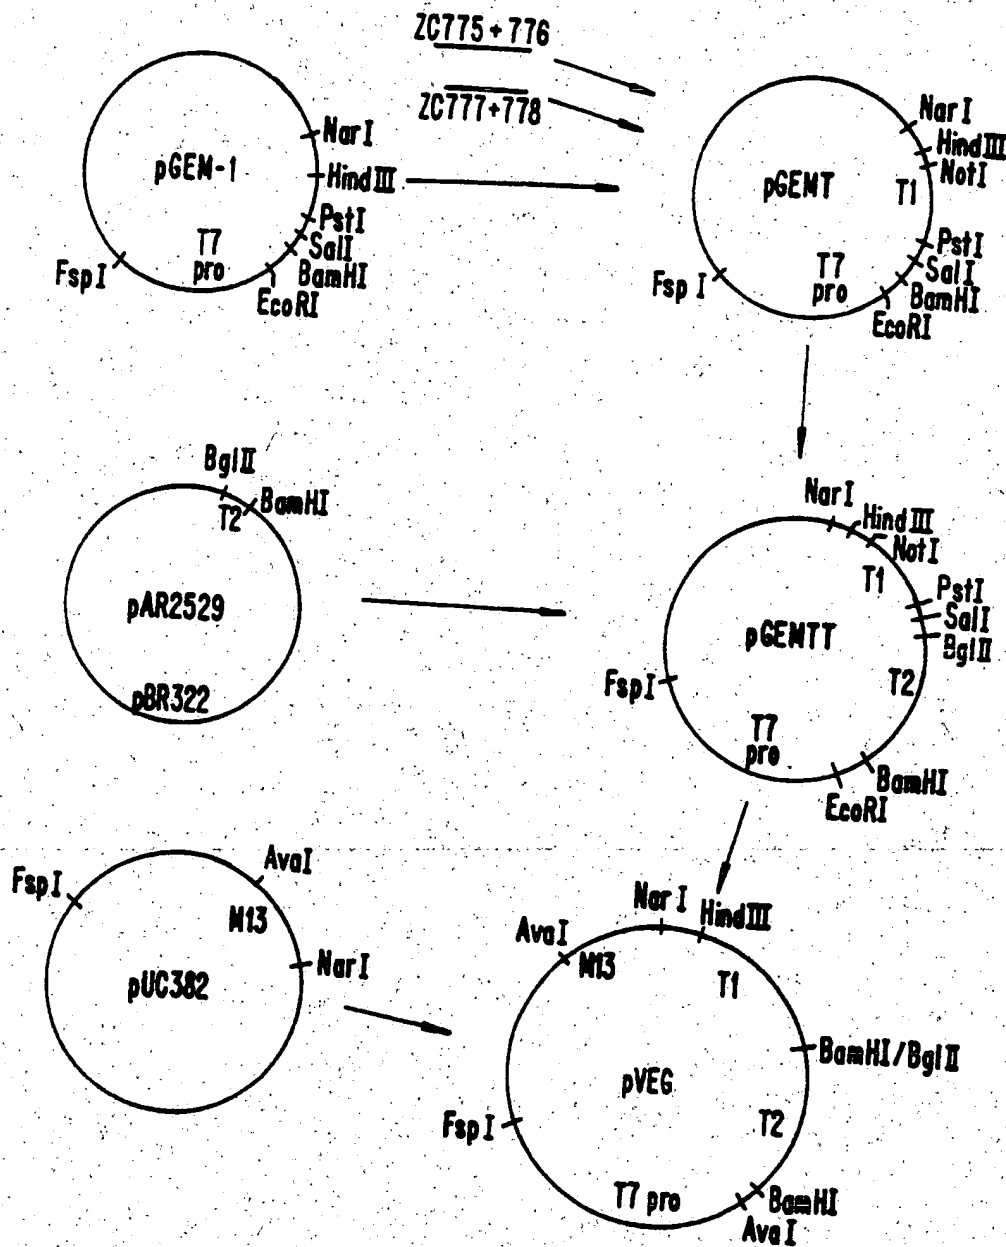 ZC775+776
ZC777+778
NarI
HindIII
PstI
SalI
BamHI
EcoRI
FspI
pGEM-1
T7
pro
NarI
HindIII
NotI
T1
PstI
SalI
BamHI
EcoRI
FspI
pGEMT
T7
pro
BglII
BamHI
T2
pAR2529
pBR322
NarI
HindIII
NotI
T1
PstI
SalI
BglII
T2
BamHI
EcoRI
FspI
pGEMTT
T7
pro
FspI
AvaI
M13
NarI
pUC382
AvaI
M13
NarI
HindIII
T1
BamHI/BglII
T2
BamHI
AvaI
T7 pro
FspI
pVEG